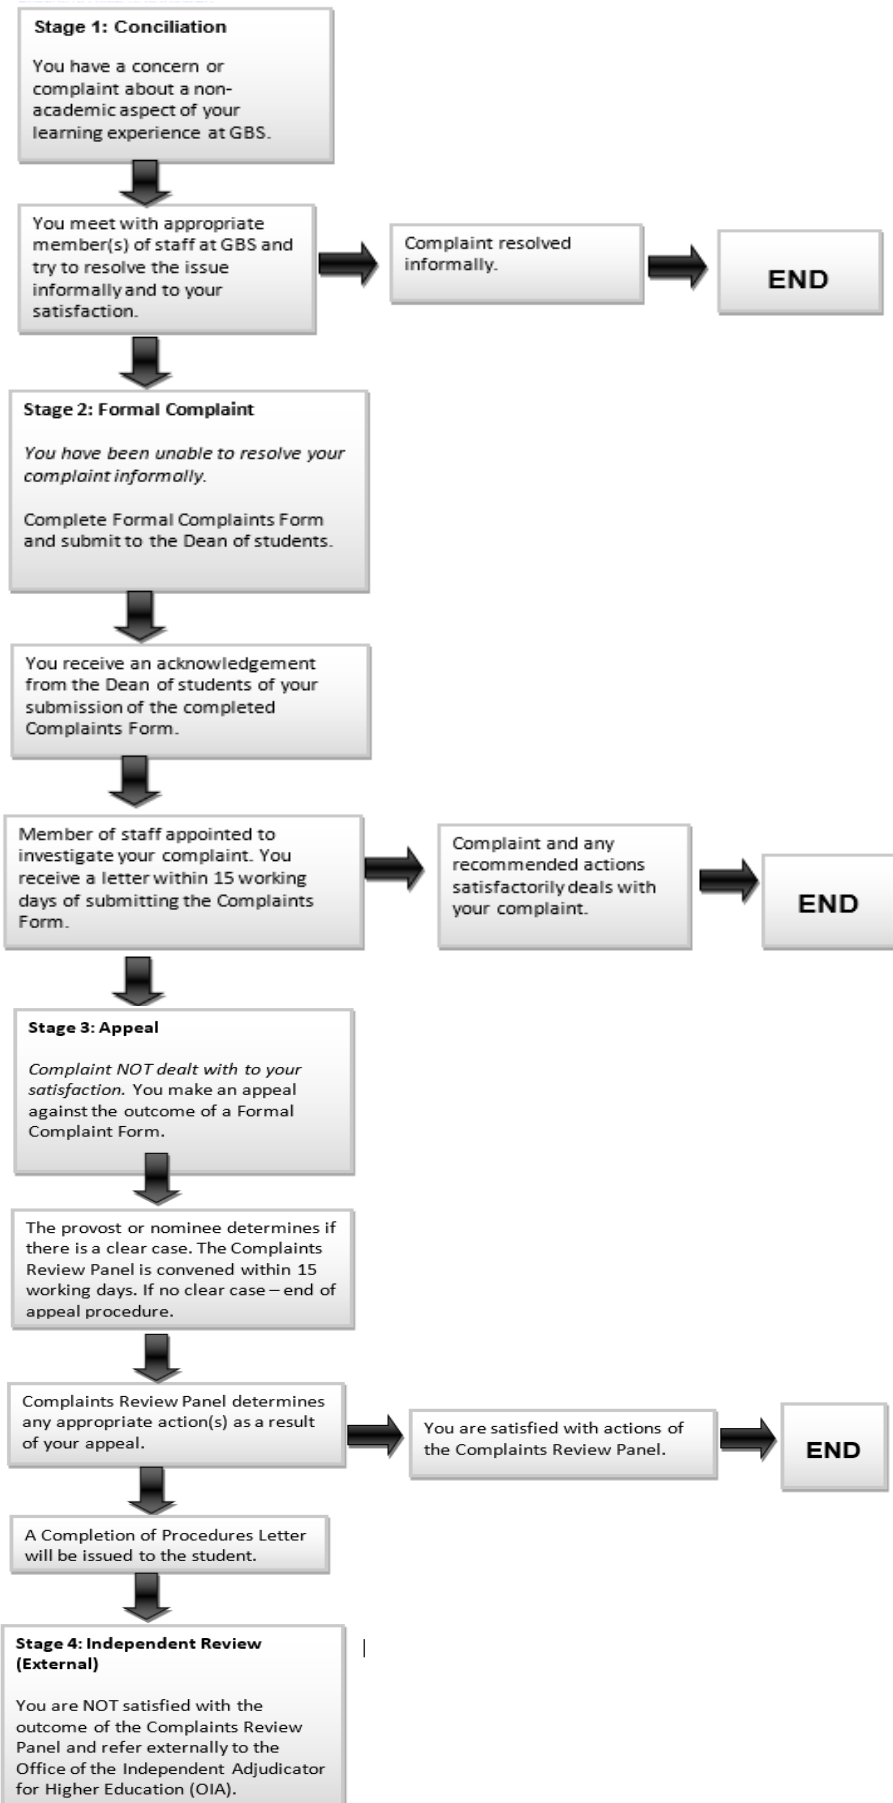 Stage 1: Conciliation
You have a concern or
complaint about a non-
academic aspect of your
learning experience at GBS.
You meet with appropriate
member(s) of staff at GBS and
try to resolve the issue
informally and to your
satisfaction.
Complaint resolved
informally.
END
Stage 2: Formal Complaint
You have been unable to resolve your
complaint informally.
Complete Formal Complaints Form
and submit to the Dean of students.
You receive an acknowledgement
from the Dean of students of your
submission of the completed
Complaints Form.
Member of staff appointed to
investigate your complaint. You
receive a letter within 15 working
days of submitting the Complaints
Form.
Complaint and any
recommended actions
satisfactorily deals with
your complaint.
END
Stage 3: Appeal
Complaint NOT dealt with to your
satisfaction. You make an appeal
against the outcome of a Formal
Complaint Form.
The provost or nominee determines if
there is a clear case. The Complaints
Review Panel is convened within 15
working days. If no clear case – end of
appeal procedure.
Complaints Review Panel determines
any appropriate action(s) as a result
of your appeal.
You are satisfied with actions of
the Complaints Review Panel.
END
A Completion of Procedures Letter
will be issued to the student.
Stage 4: Independent Review
(External)
You are NOT satisfied with the
outcome of the Complaints Review
Panel and refer externally to the
Office of the Independent Adjudicator
for Higher Education (OIA).